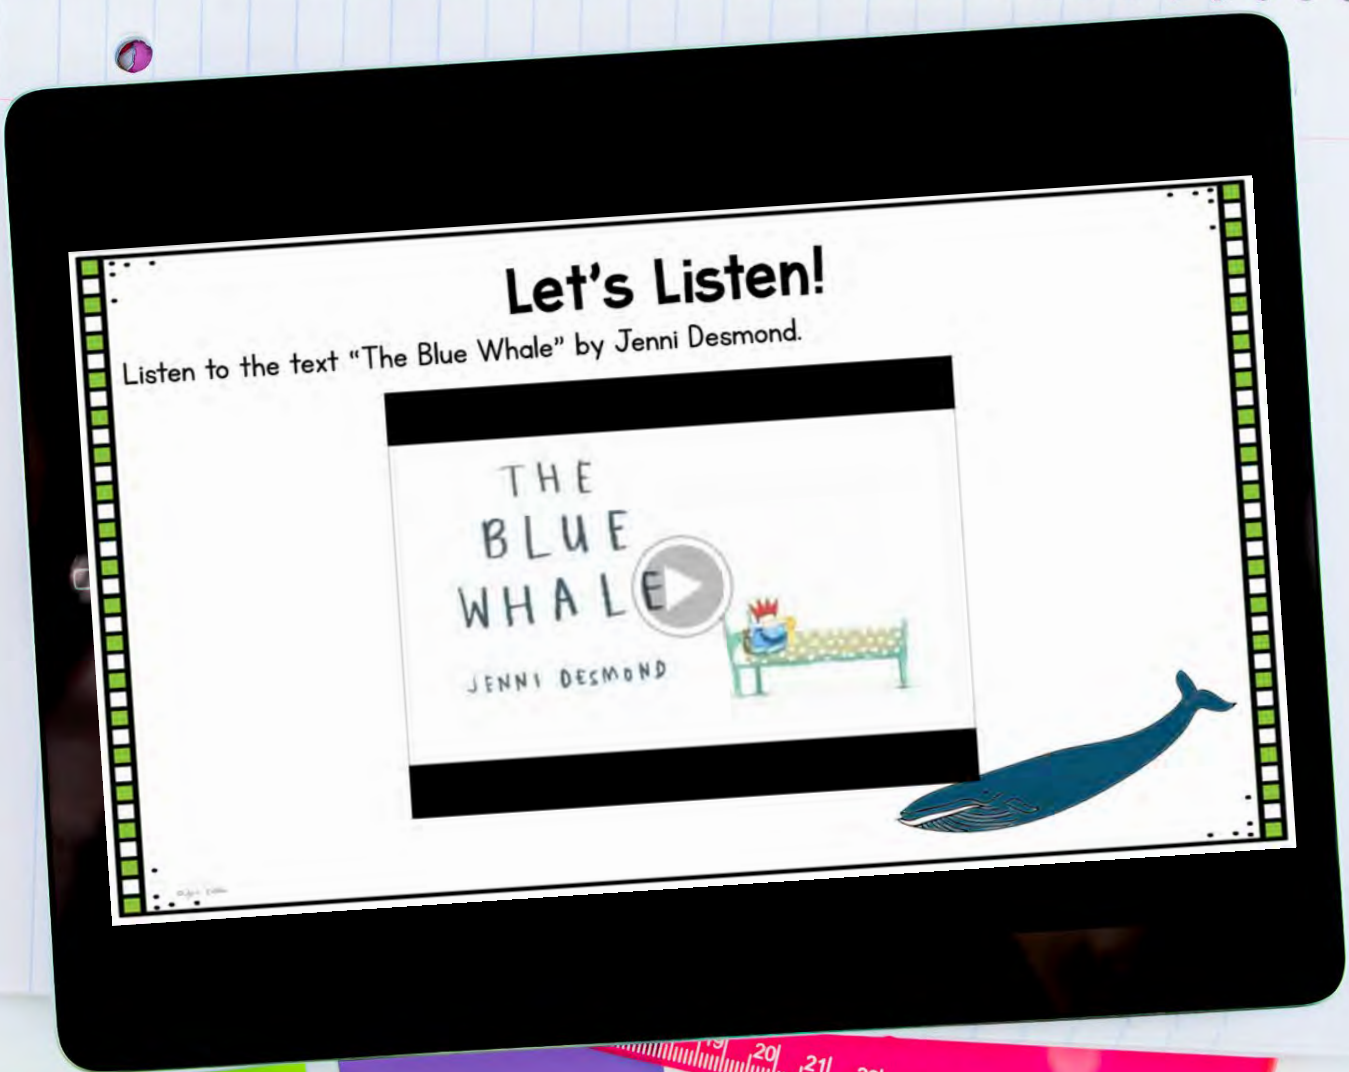 Let's Listen!
Listen to the text “The Blue Whale” by Jenni Desmond.
THE
BLUE
WHALE
JENNI DESMOND
19 20 21